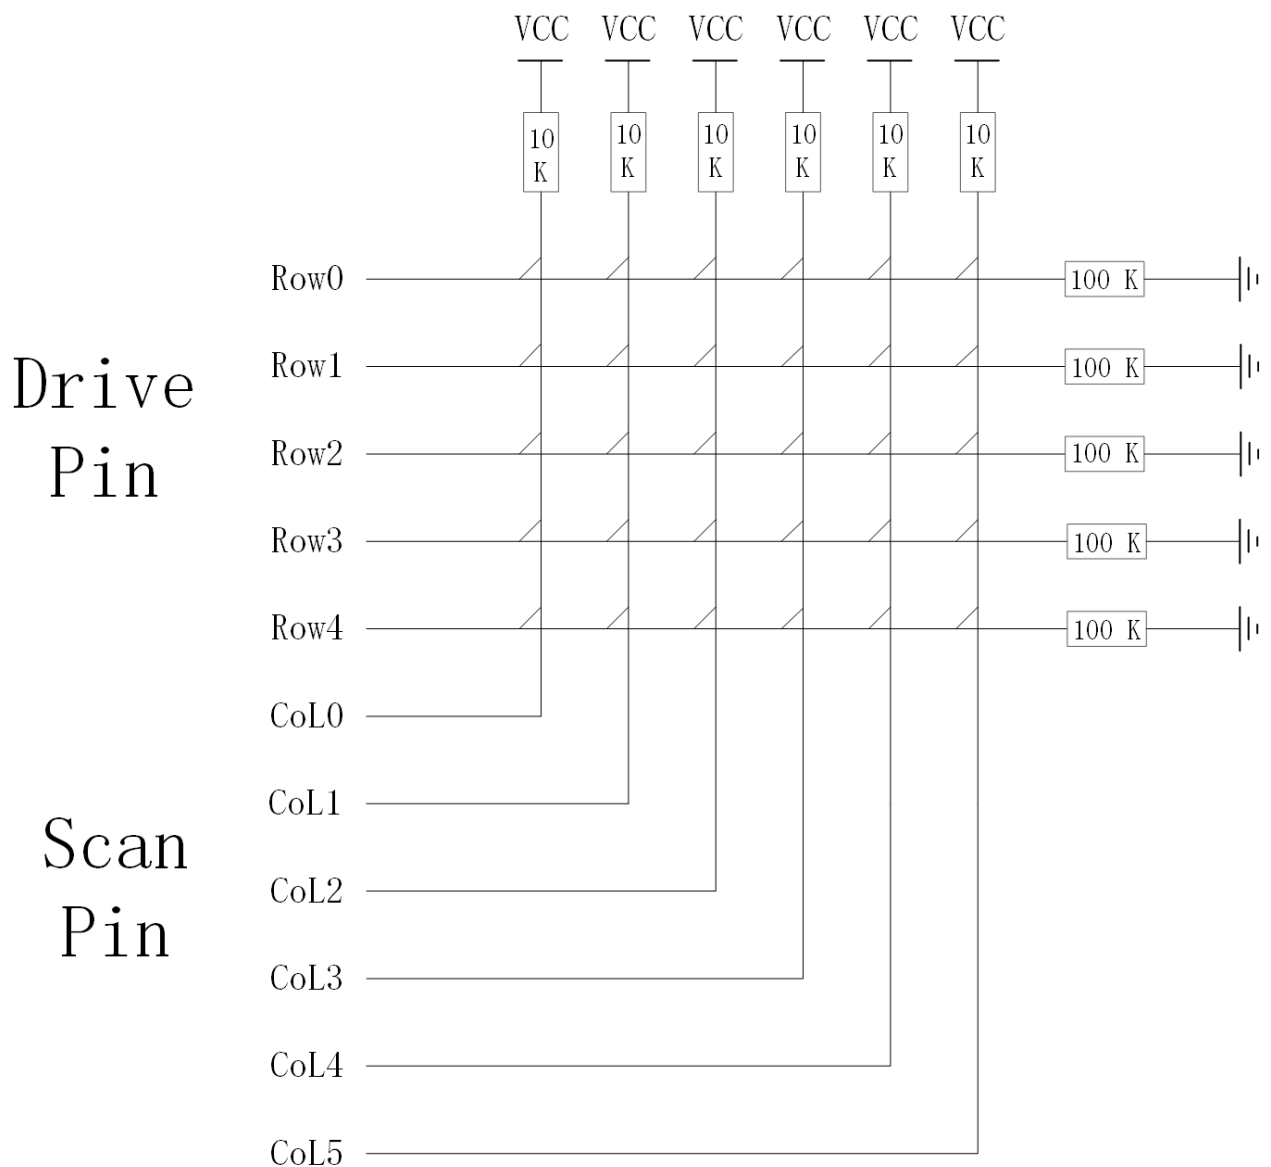 VCC VCC VCC VCC VCC VCC
10 10 10 10 10 10
K K K K K K
Row0 100 K
Row1 100 K
Drive
Pin
Row2 100 K
Row3 100 K
Row4 100 K
CoL0
CoL1
Scan
Pin
CoL2
CoL3
CoL4
CoL5